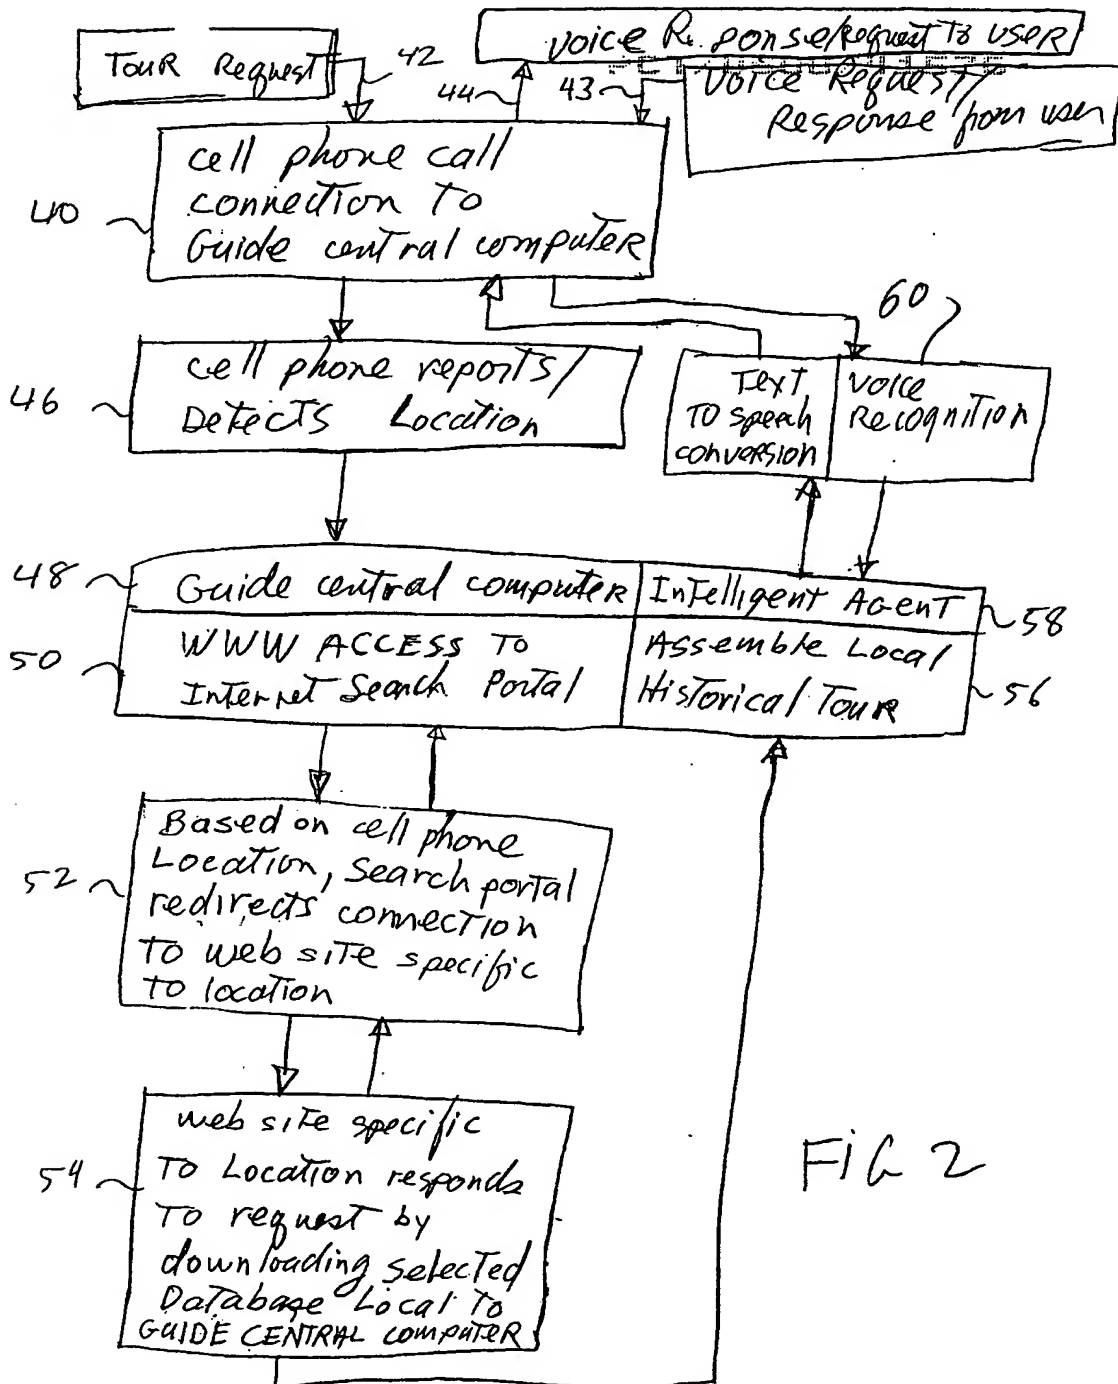 TOUR Request
42
Voice Response/Request To USER
44
43
Voice Request/
Response from user
40
cell phone call
connection To
Guide central computer
60
46
cell phone reports/
Detects Location
Text
To speech
conversion
Voice
Recognition
48
Guide central computer
Intelligent Agent
58
50
WWW ACCESS To
Internet Search Portal
Assemble Local
Historical Tour
56
52
Based on cell phone
Location, Search portal
redirects connection
To web site specific
To location
54
web site specific
To Location responds
To request by
downloading selected
Database Local To
GUIDE CENTRAL computer
FIG 2